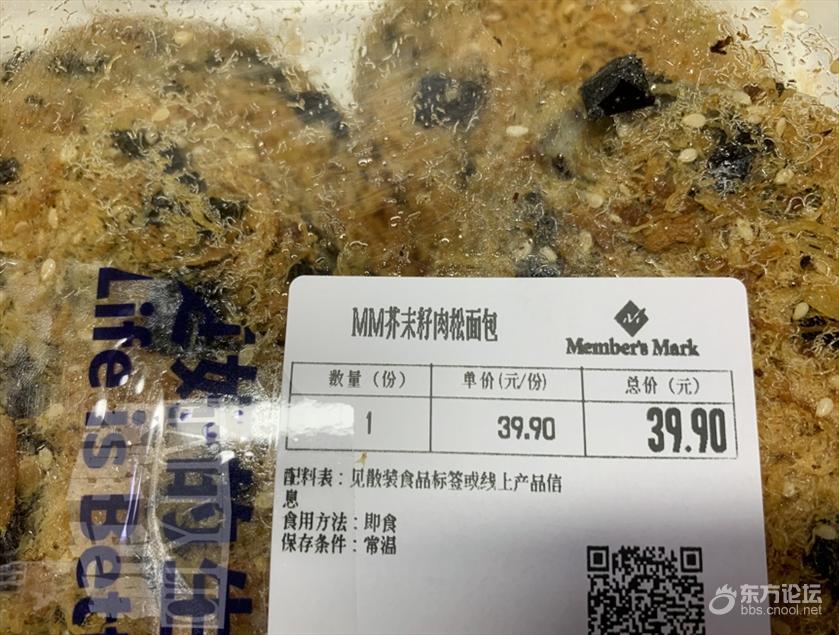 MM芥末籽肉松面包
Member's Mark
数量（份） 单价(元/份) 总价（元）
1 39.90 39.90
配料表：见散装食品标签或线上产品信
息
食用方法：即食
保存条件：常温
Life is Bett
东方论坛
bbs.cnool.net